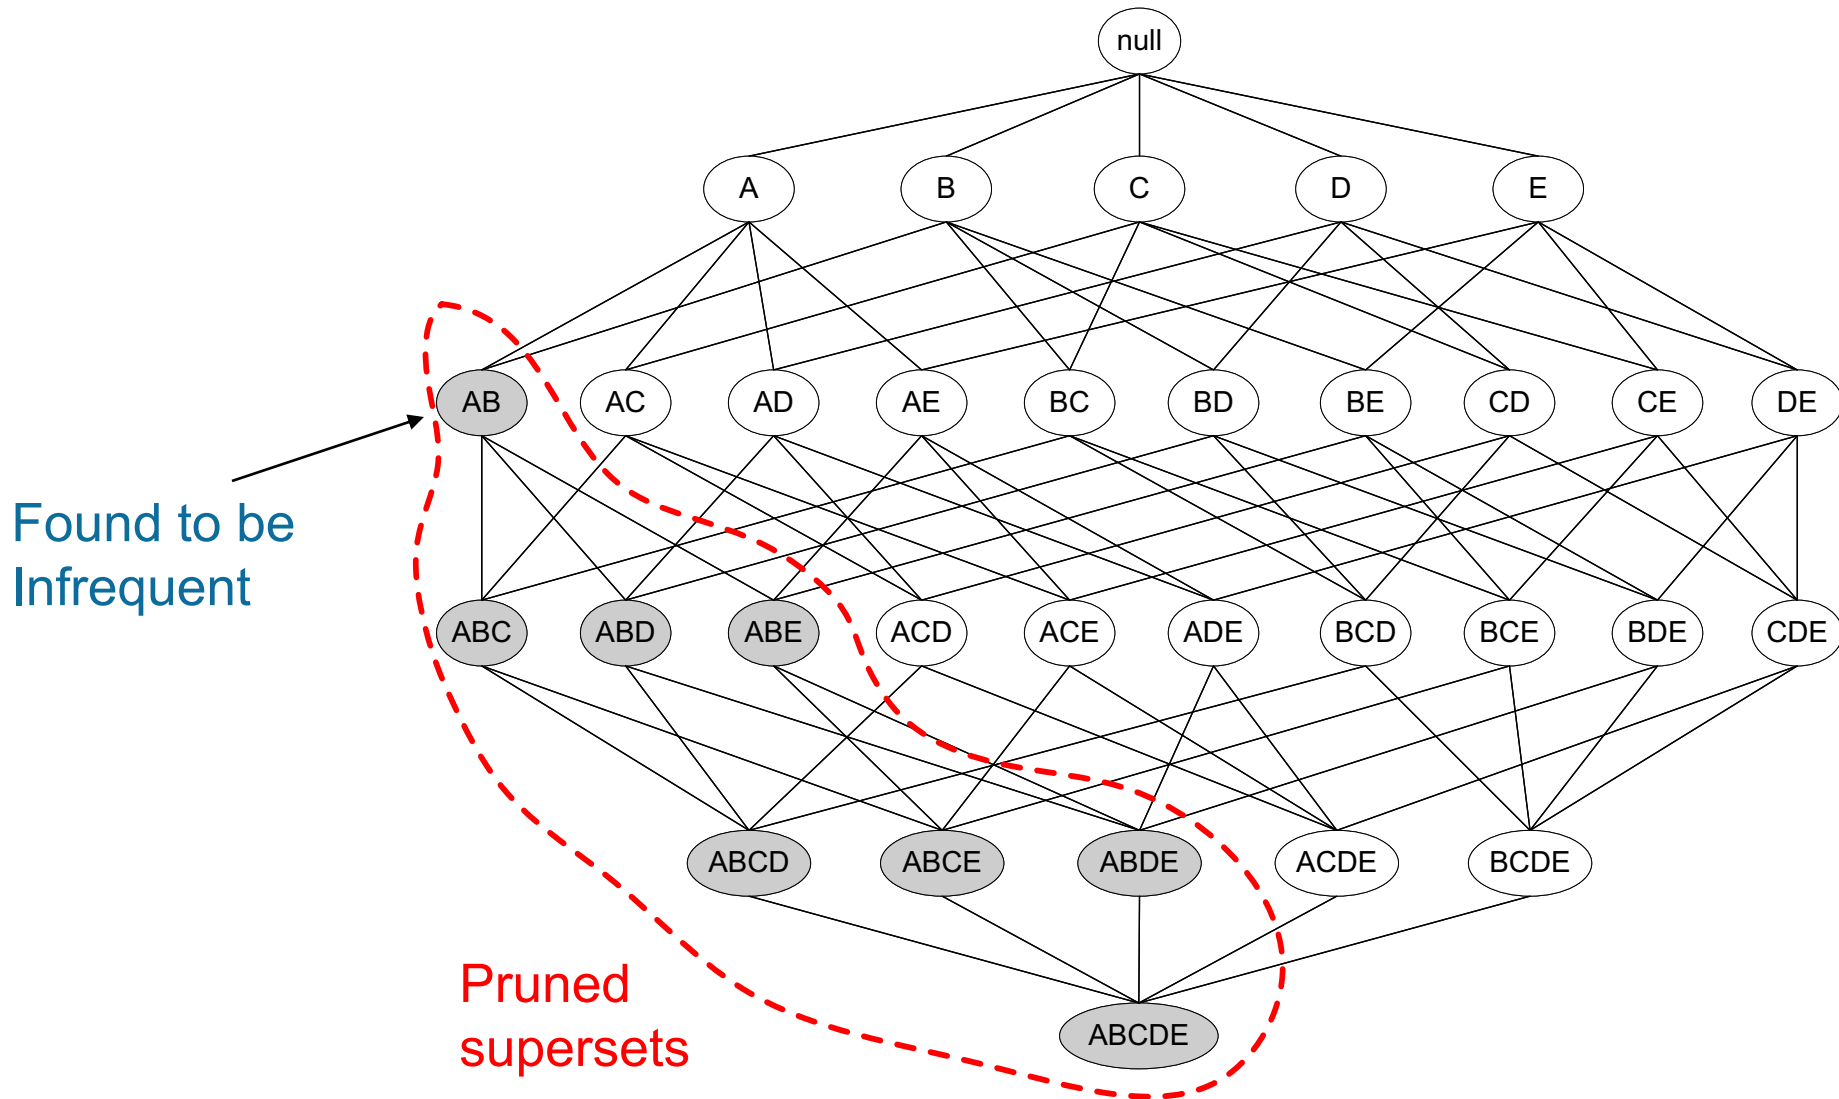 null
A B C D E
AB AC AD AE BC BD BE CD CE DE
Found to be
Infrequent
ABC ABD ABE ACD ACE ADE BCD BCE BDE CDE
ABCD ABCE ABDE ACDE BCDE
Pruned
supersets
ABCDE